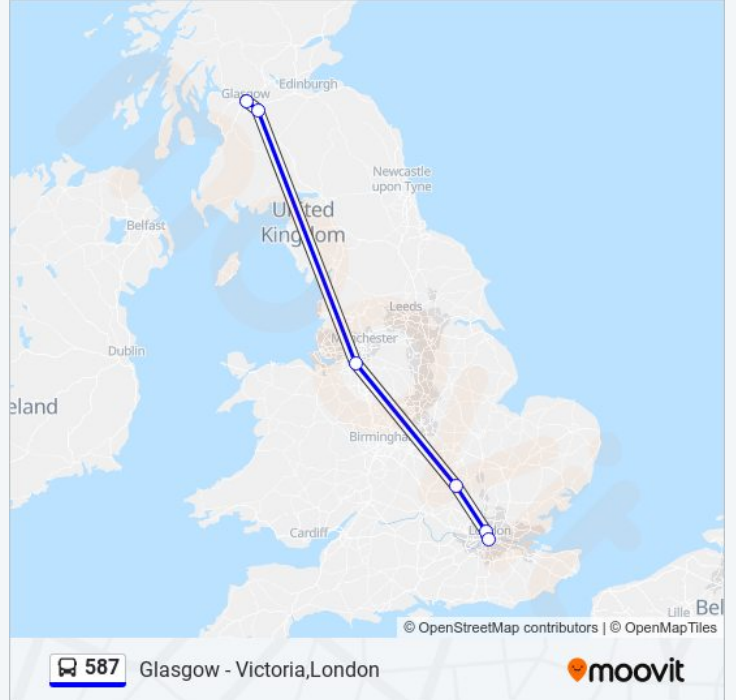 Edinburgh
Glasgow
Newcastle
upon Tyne
United
Kingdom
Belfast
Leeds
Manchester
Dublin
eland
Birmingham
London
Cardiff
Lille
Bel
© OpenStreetMap contributors | © OpenMapTiles
587
Glasgow - Victoria,London
moovit